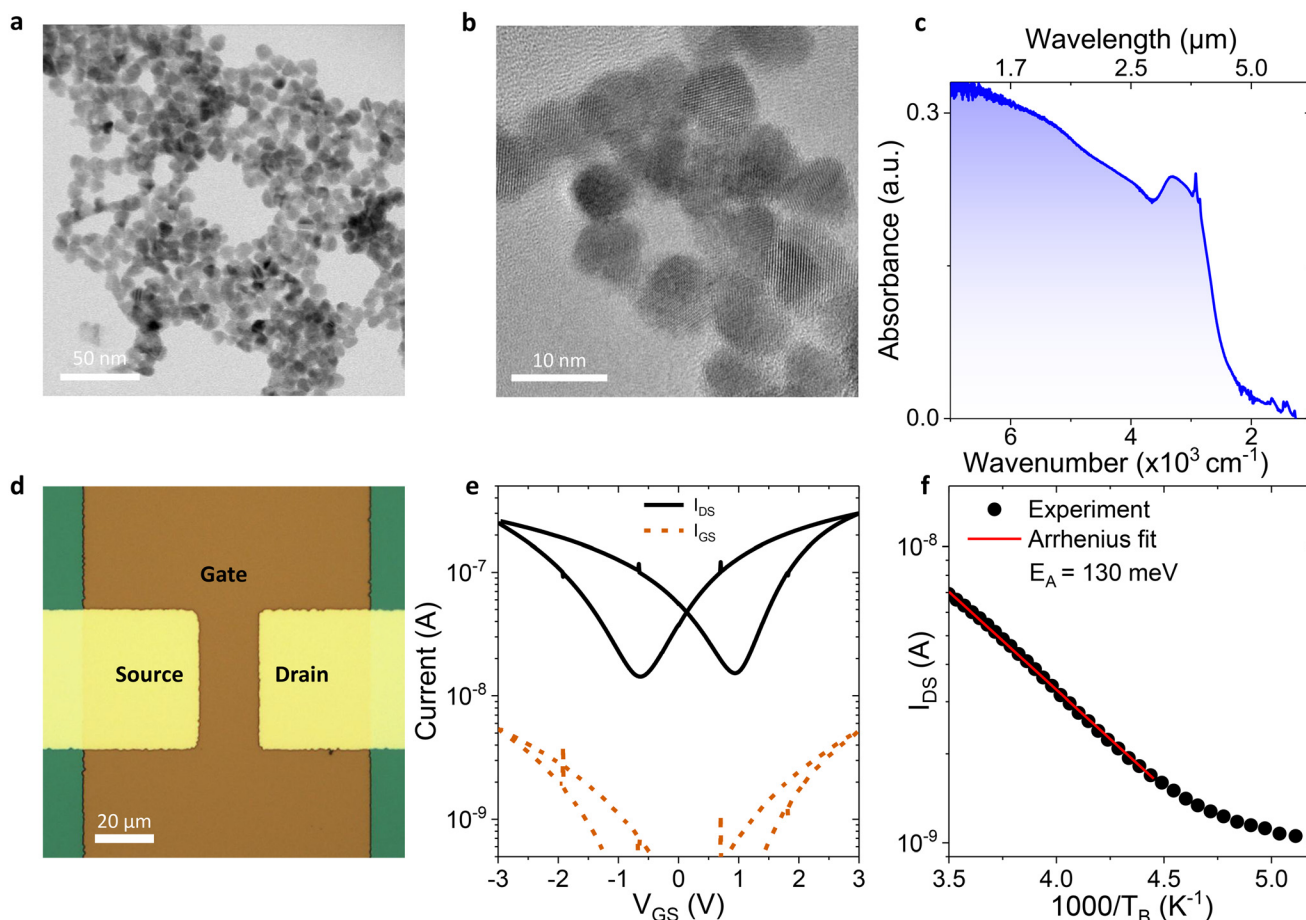 a
50 nm
b
10 nm
c
Wavelength (µm)
1.7 2.5 5.0
0.3
0.0
Absorbance (a.u.)
6 4 2
Wavenumber (x10³ cm⁻¹)
d
Gate
Source Drain
20 µm
e
I_DS
I_GS
10⁻⁷
10⁻⁸
10⁻⁹
Current (A)
-3 -2 -1 0 1 2 3
V_GS (V)
f
Experiment
Arrhenius fit
E_A = 130 meV
10⁻⁸
10⁻⁹
I_DS (A)
3.5 4.0 4.5 5.0
1000/T_B (K⁻¹)